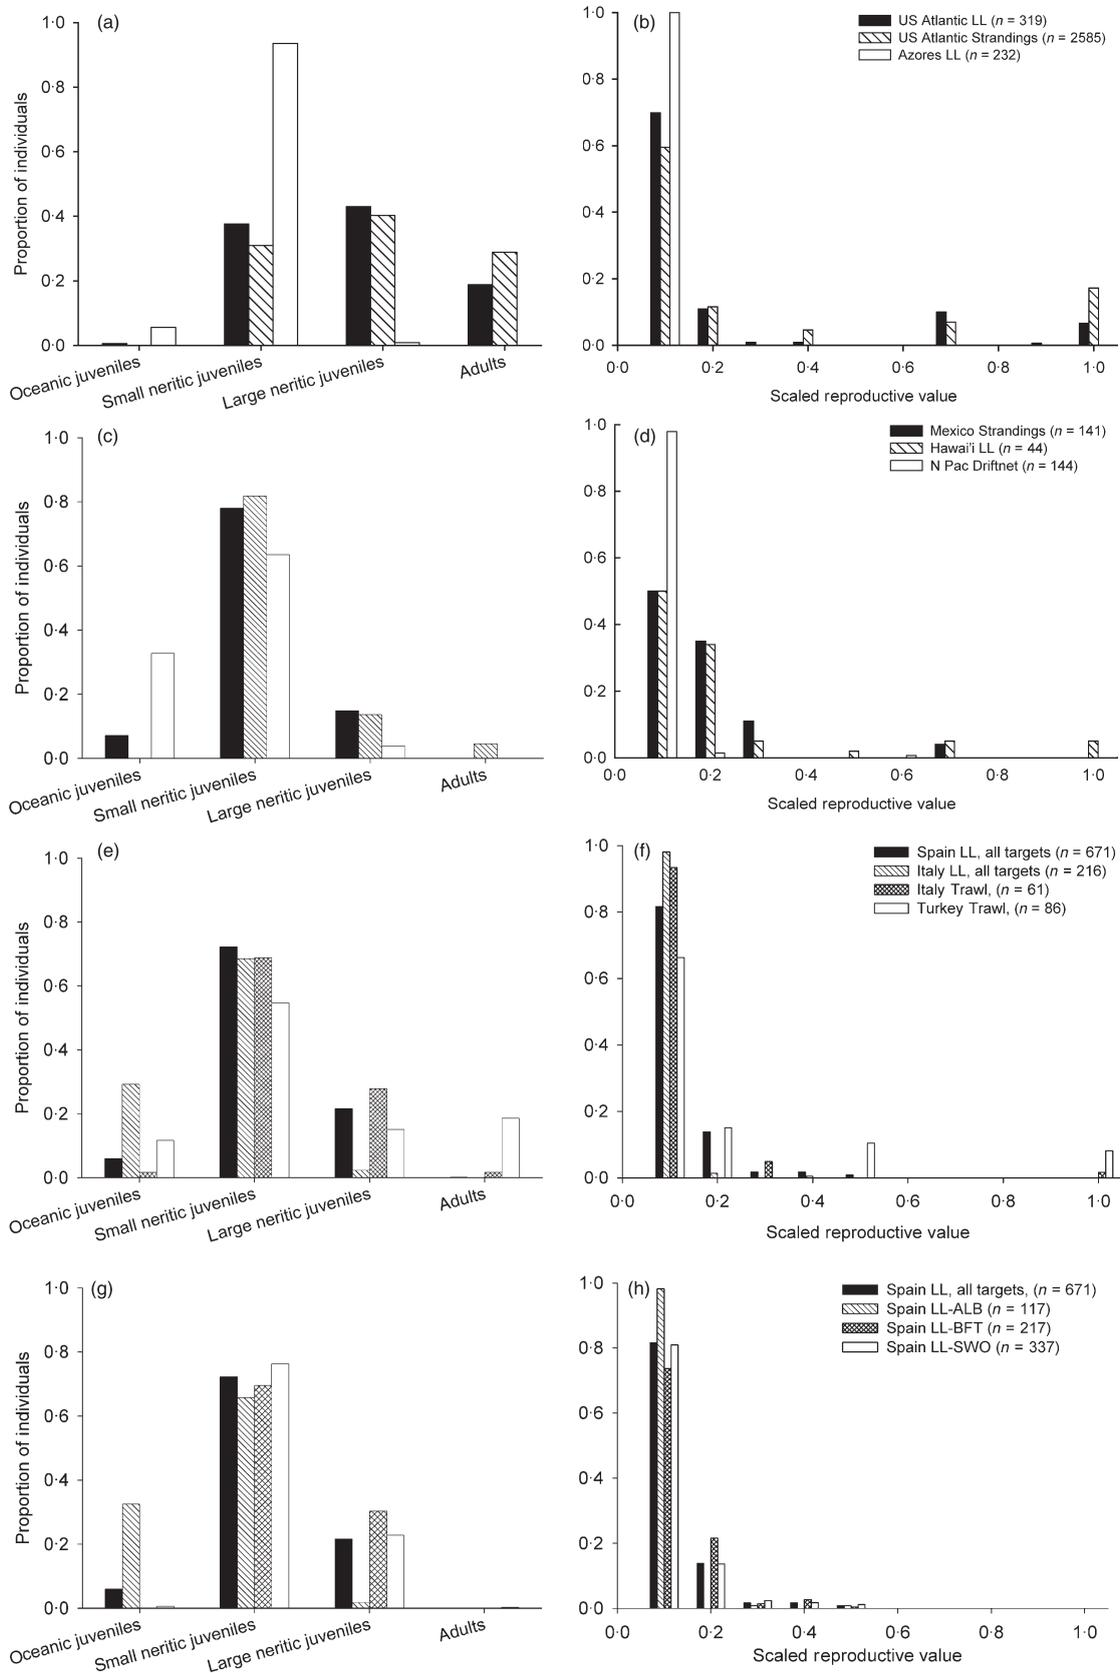 (a)
1·0
0·8
0·6
0·4
0·2
0·0
Proportion of individuals
Oceanic juveniles
Small neritic juveniles
Large neritic juveniles
Adults
(b)
US Atlantic LL (n = 319)
US Atlantic Strandings (n = 2585)
Azores LL (n = 232)
1·0
0·8
0·6
0·4
0·2
0·0
0·0 0·2 0·4 0·6 0·8 1·0
Scaled reproductive value
(c)
1·0
0·8
0·6
0·4
0·2
0·0
Proportion of individuals
Oceanic juveniles
Small neritic juveniles
Large neritic juveniles
Adults
(d)
Mexico Strandings (n = 141)
Hawai'i LL (n = 44)
N Pac Driftnet (n = 144)
1·0
0·8
0·6
0·4
0·2
0·0
0·0 0·2 0·4 0·6 0·8 1·0
Scaled reproductive value
(e)
1·0
0·8
0·6
0·4
0·2
0·0
Proportion of individuals
Oceanic juveniles
Small neritic juveniles
Large neritic juveniles
Adults
(f)
Spain LL, all targets (n = 671)
Italy LL, all targets (n = 216)
Italy Trawl, (n = 61)
Turkey Trawl, (n = 86)
1·0
0·8
0·6
0·4
0·2
0·0
0·0 0·2 0·4 0·6 0·8 1·0
Scaled reproductive value
(g)
1·0
0·8
0·6
0·4
0·2
0·0
Proportion of individuals
Oceanic juveniles
Small neritic juveniles
Large neritic juveniles
Adults
(h)
Spain LL, all targets, (n = 671)
Spain LL-ALB (n = 117)
Spain LL-BFT (n = 217)
Spain LL-SWO (n = 337)
1·0
0·8
0·6
0·4
0·2
0·0
0·0 0·2 0·4 0·6 0·8 1·0
Scaled reproductive value